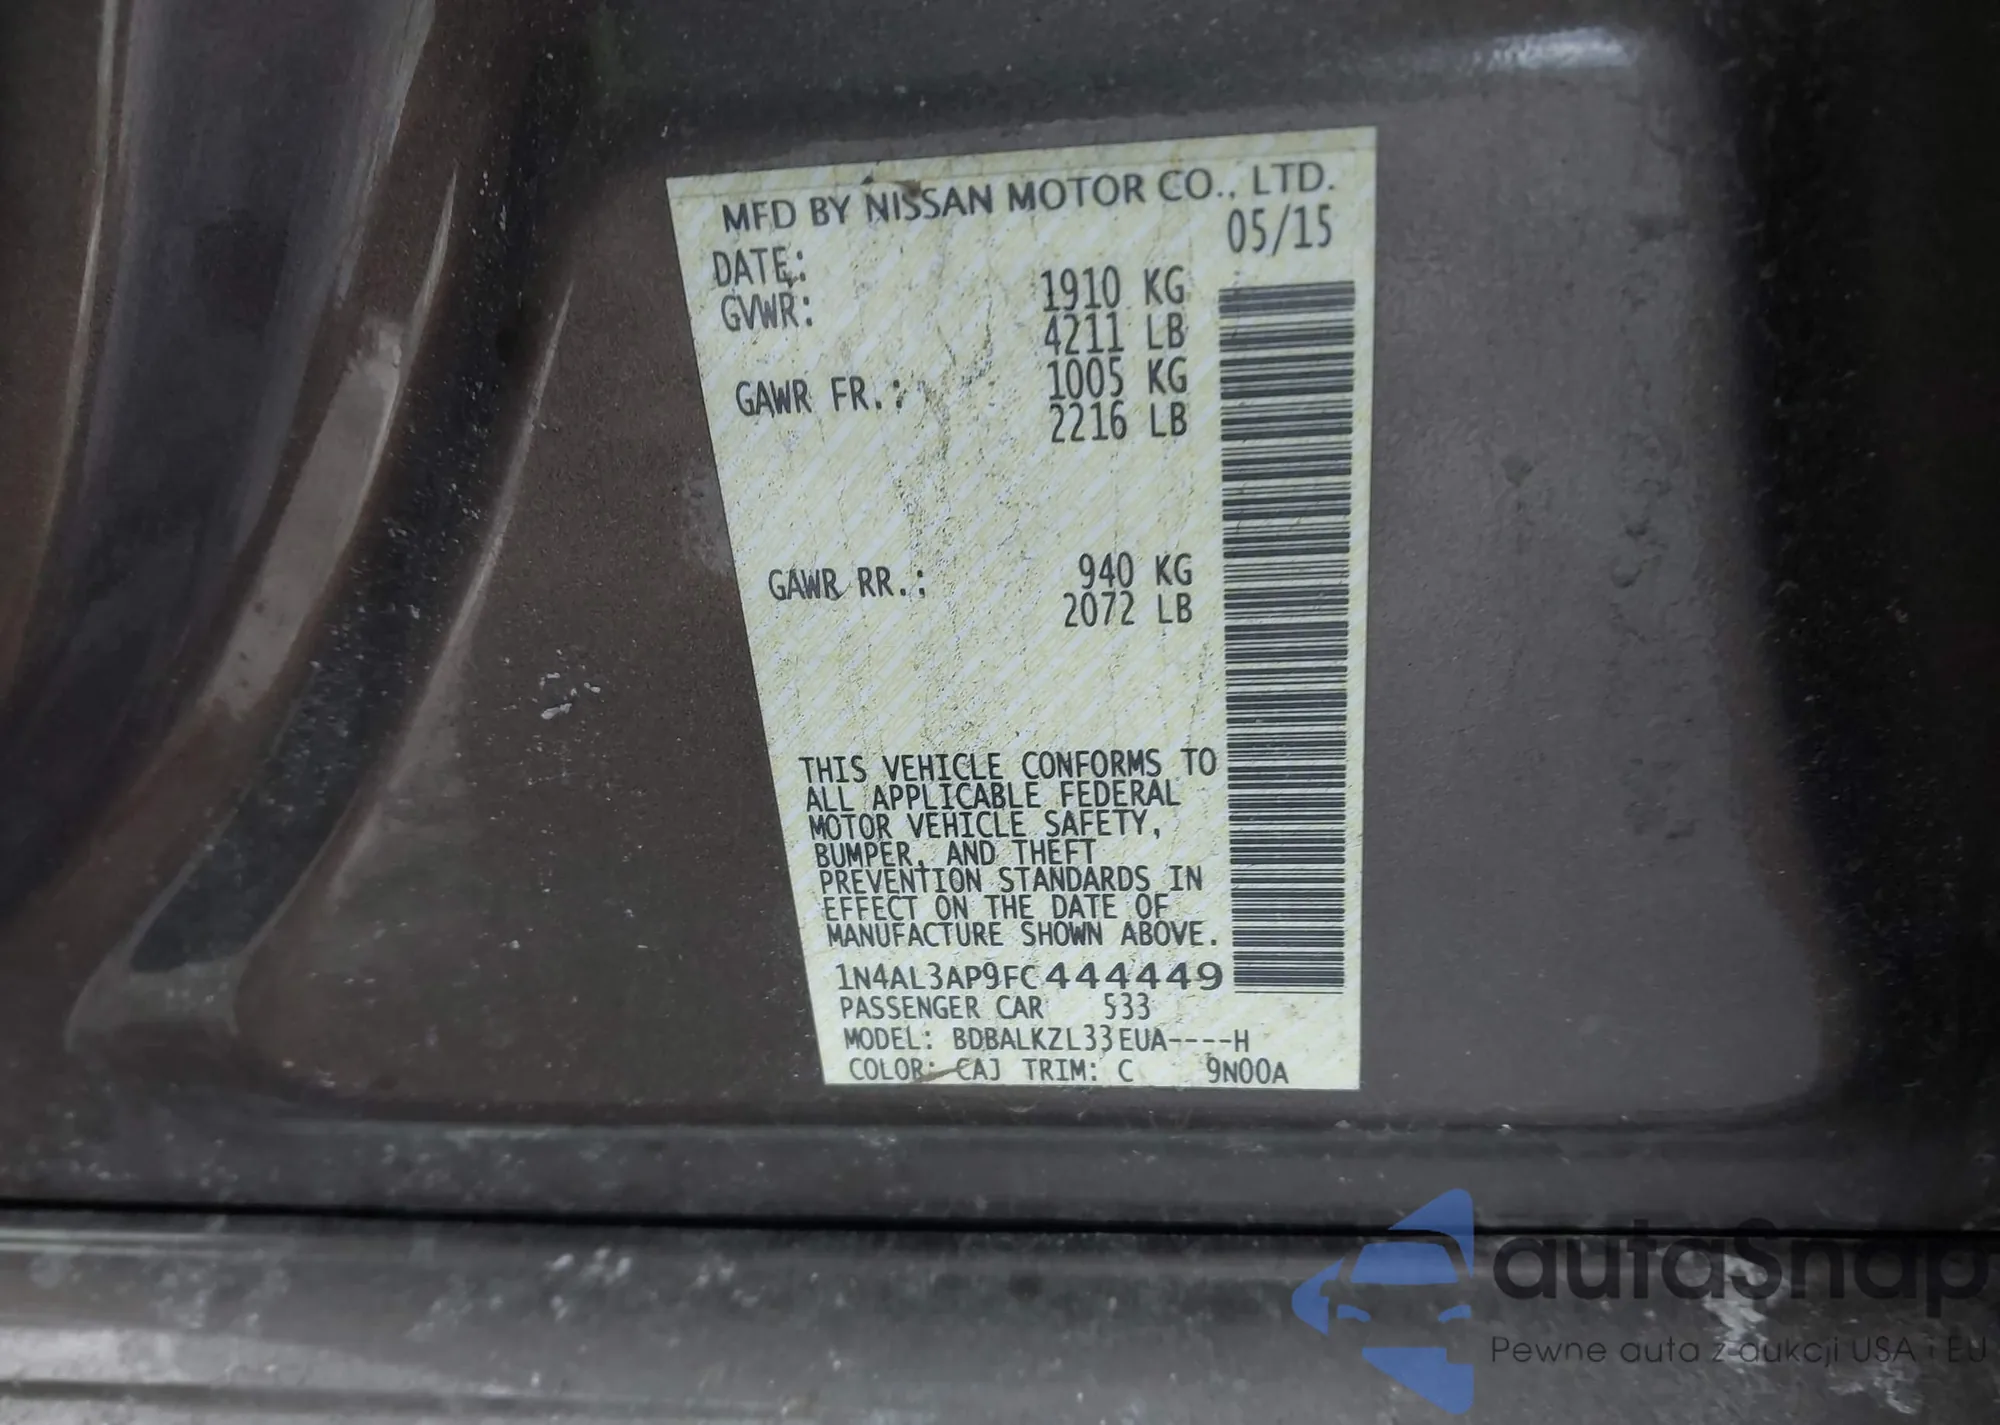 MFD BY NISSAN MOTOR CO., LTD.
DATE: 05/15
GVWR: 1910 KG
4211 LB
GAWR FR.: 1005 KG
2216 LB
GAWR RR.: 940 KG
2072 LB
THIS VEHICLE CONFORMS TO
ALL APPLICABLE FEDERAL
MOTOR VEHICLE SAFETY,
BUMPER, AND THEFT
PREVENTION STANDARDS IN
EFFECT ON THE DATE OF
MANUFACTURE SHOWN ABOVE.
1N4AL3AP9FC444449
PASSENGER CAR 533
MODEL: BDBALKZL33EUA----H
COLOR: CAJ TRIM: C 9N00A
autaSnap
Pewne auta z aukcji USA i EU